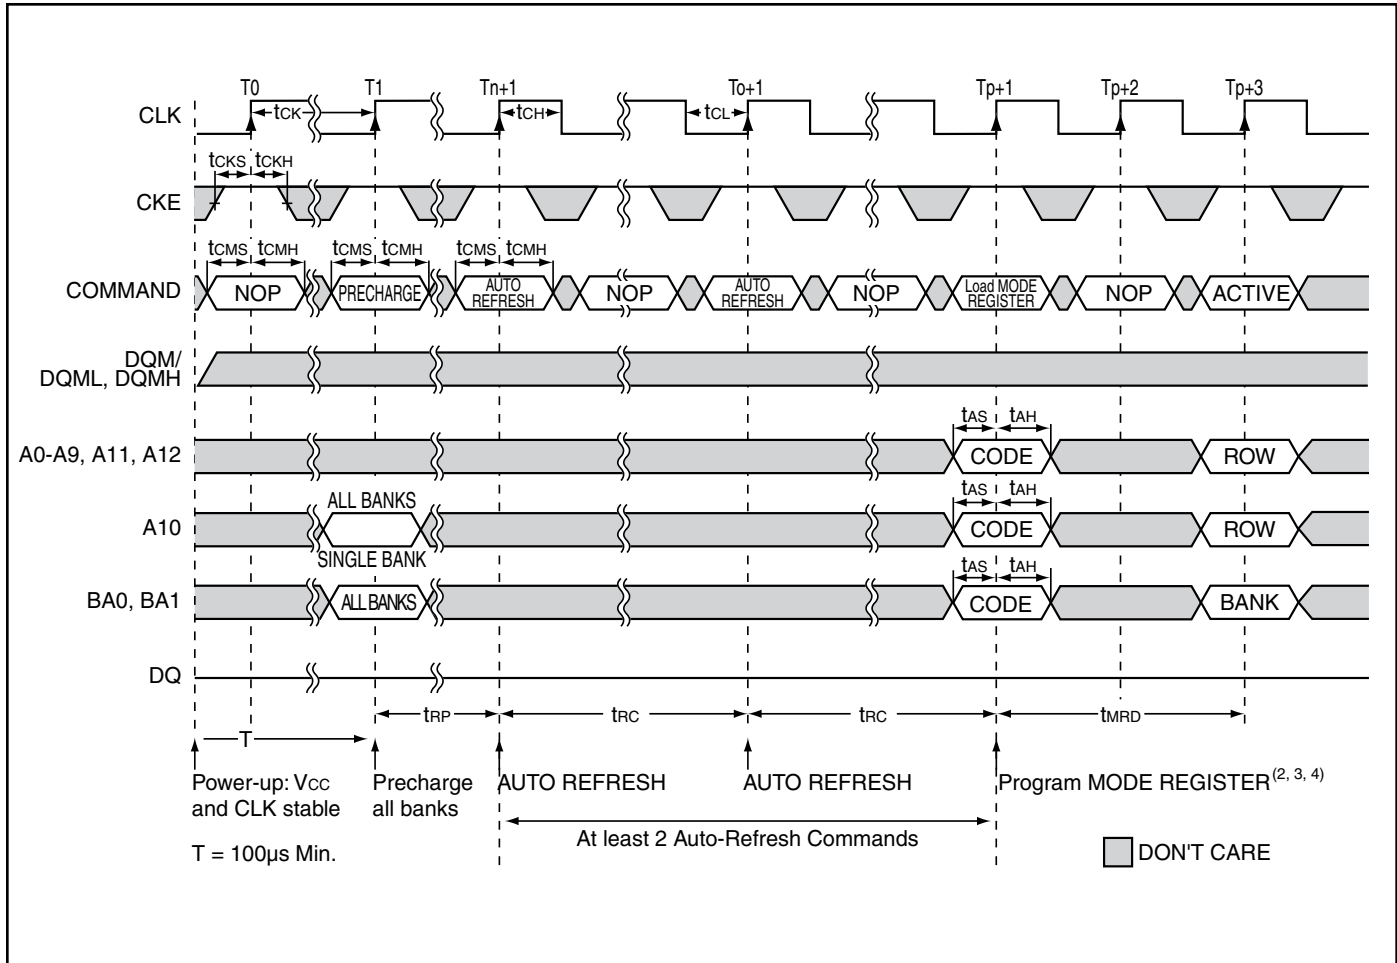 T0 T1 Tn+1 To+1 Tp+1 Tp+2 Tp+3
CLK tCK tCH tCL
tCKS tCKH
CKE
tCMS tCMH tCMS tCMH tCMS tCMH
COMMAND NOP PRECHARGE AUTO REFRESH NOP AUTO REFRESH NOP Load MODE REGISTER NOP ACTIVE
DQM/
DQML, DQMH
tAS tAH
A0-A9, A11, A12 CODE ROW
ALL BANKS tAS tAH
A10 CODE ROW
SINGLE BANK tAS tAH
BA0, BA1 ALL BANKS CODE BANK
DQ
tRP tRC tRC tMRD
T
Power-up: VCC
and CLK stable
Precharge
all banks
AUTO REFRESH
AUTO REFRESH
Program MODE REGISTER(2, 3, 4)
At least 2 Auto-Refresh Commands
T = 100µs Min.
DON'T CARE